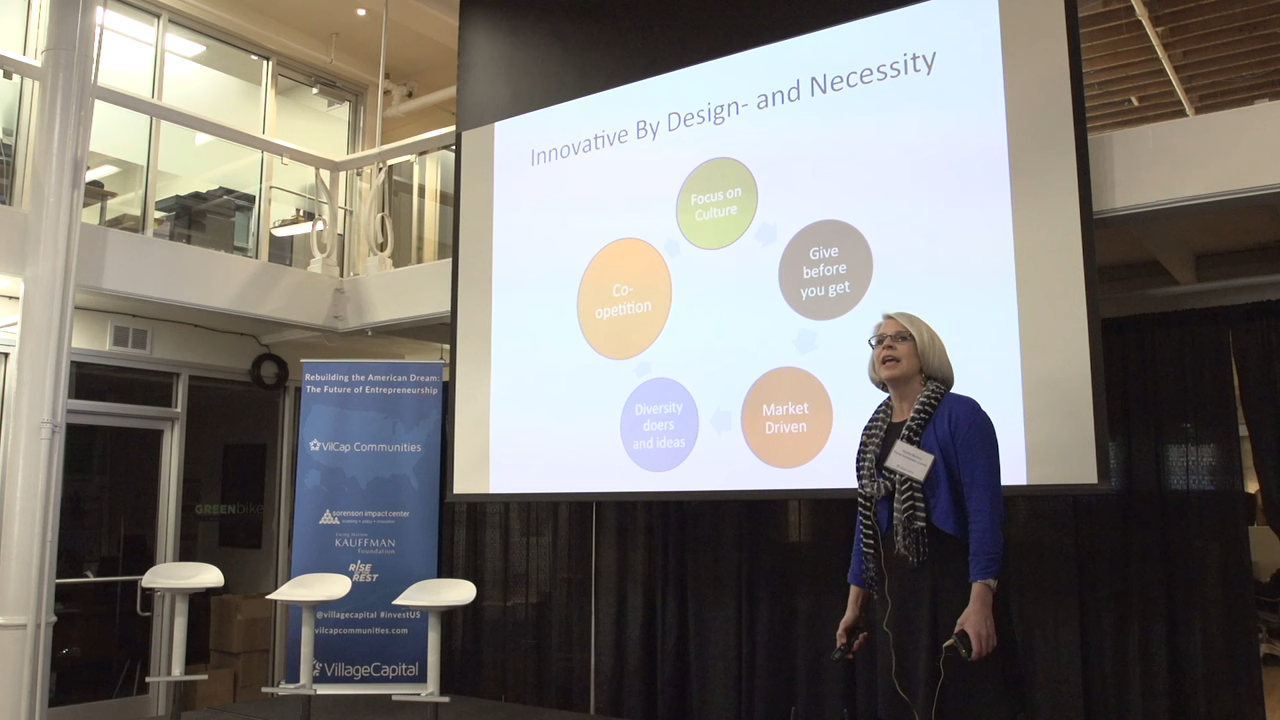 Innovative By Design- and Necessity
Focus on
Culture
Give
before
you get
Market
Driven
Diversity
doers
and ideas
Co-
opetition
Rebuilding the American Dream:
The Future of Entrepreneurship
VilCap Communities
sorenson impact center
Ewing Marion
KAUFFMAN
Foundation
RISE
REST
@villagecapital #investUS
vilcapcommunities.com
VillageCapital
GREENbike